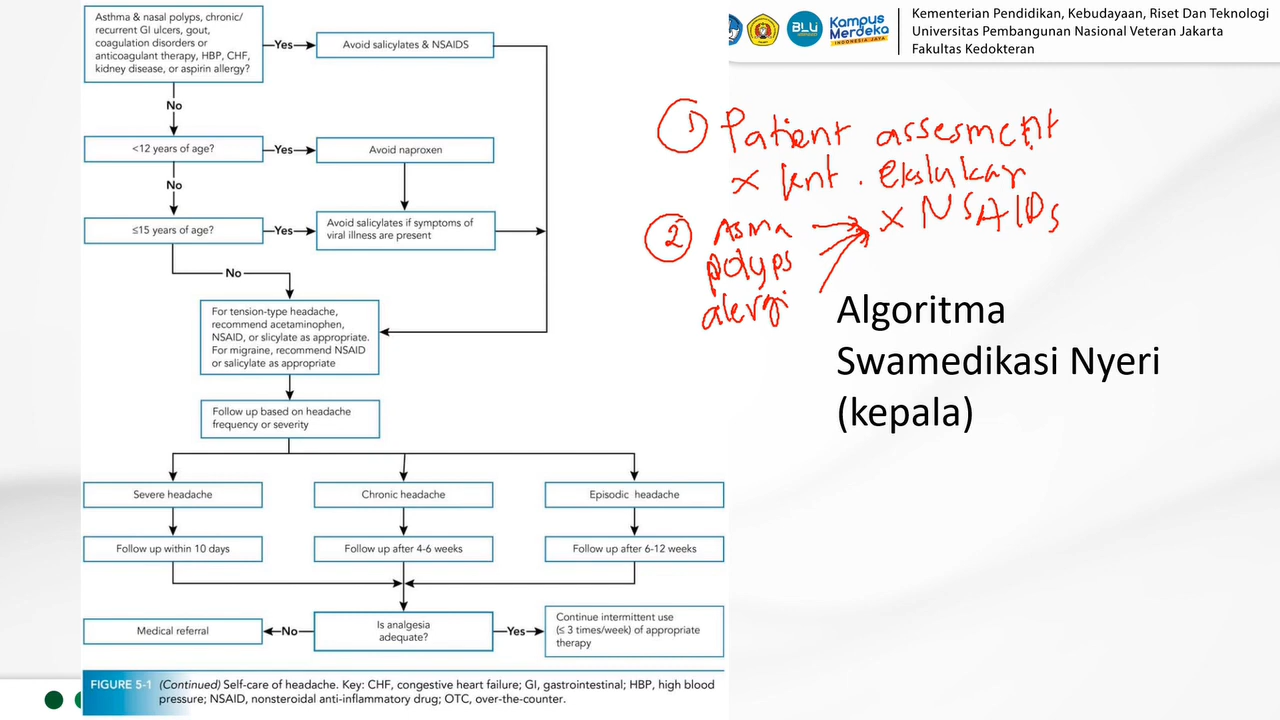 Asthma & nasal polyps, chronic/
recurrent GI ulcers, gout,
coagulation disorders or
anticoagulant therapy, HBP, CHF,
kidney disease, or aspirin allergy?
Yes
Avoid salicylates & NSAIDS
No
<12 years of age?
Yes
Avoid naproxen
No
≤15 years of age?
Yes
Avoid salicylates if symptoms of
viral illness are present
No
For tension-type headache,
recommend acetaminophen,
NSAID, or slicylate as appropriate.
For migraine, recommend NSAID
or salicylate as appropriate
Follow up based on headache
frequency or severity
Severe headache
Chronic headache
Episodic headache
Follow up within 10 days
Follow up after 4-6 weeks
Follow up after 6-12 weeks
Medical referral
No
Is analgesia
adequate?
Yes
Continue intermittent use
(≤ 3 times/week) of appropriate
therapy
FIGURE 5-1 (Continued) Self-care of headache. Key: CHF, congestive heart failure; GI, gastrointestinal; HBP, high blood
pressure; NSAID, nonsteroidal anti-inflammatory drug; OTC, over-the-counter.
BLU
Kampus
Merdeka
INDONESIA JAYA
Kementerian Pendidikan, Kebudayaan, Riset Dan Teknologi
Universitas Pembangunan Nasional Veteran Jakarta
Fakultas Kedokteran
1 Patient assesment
x
2 Asma x NSAIDs
polyps
alergi
Algoritma
Swamedikasi Nyeri
(kepala)